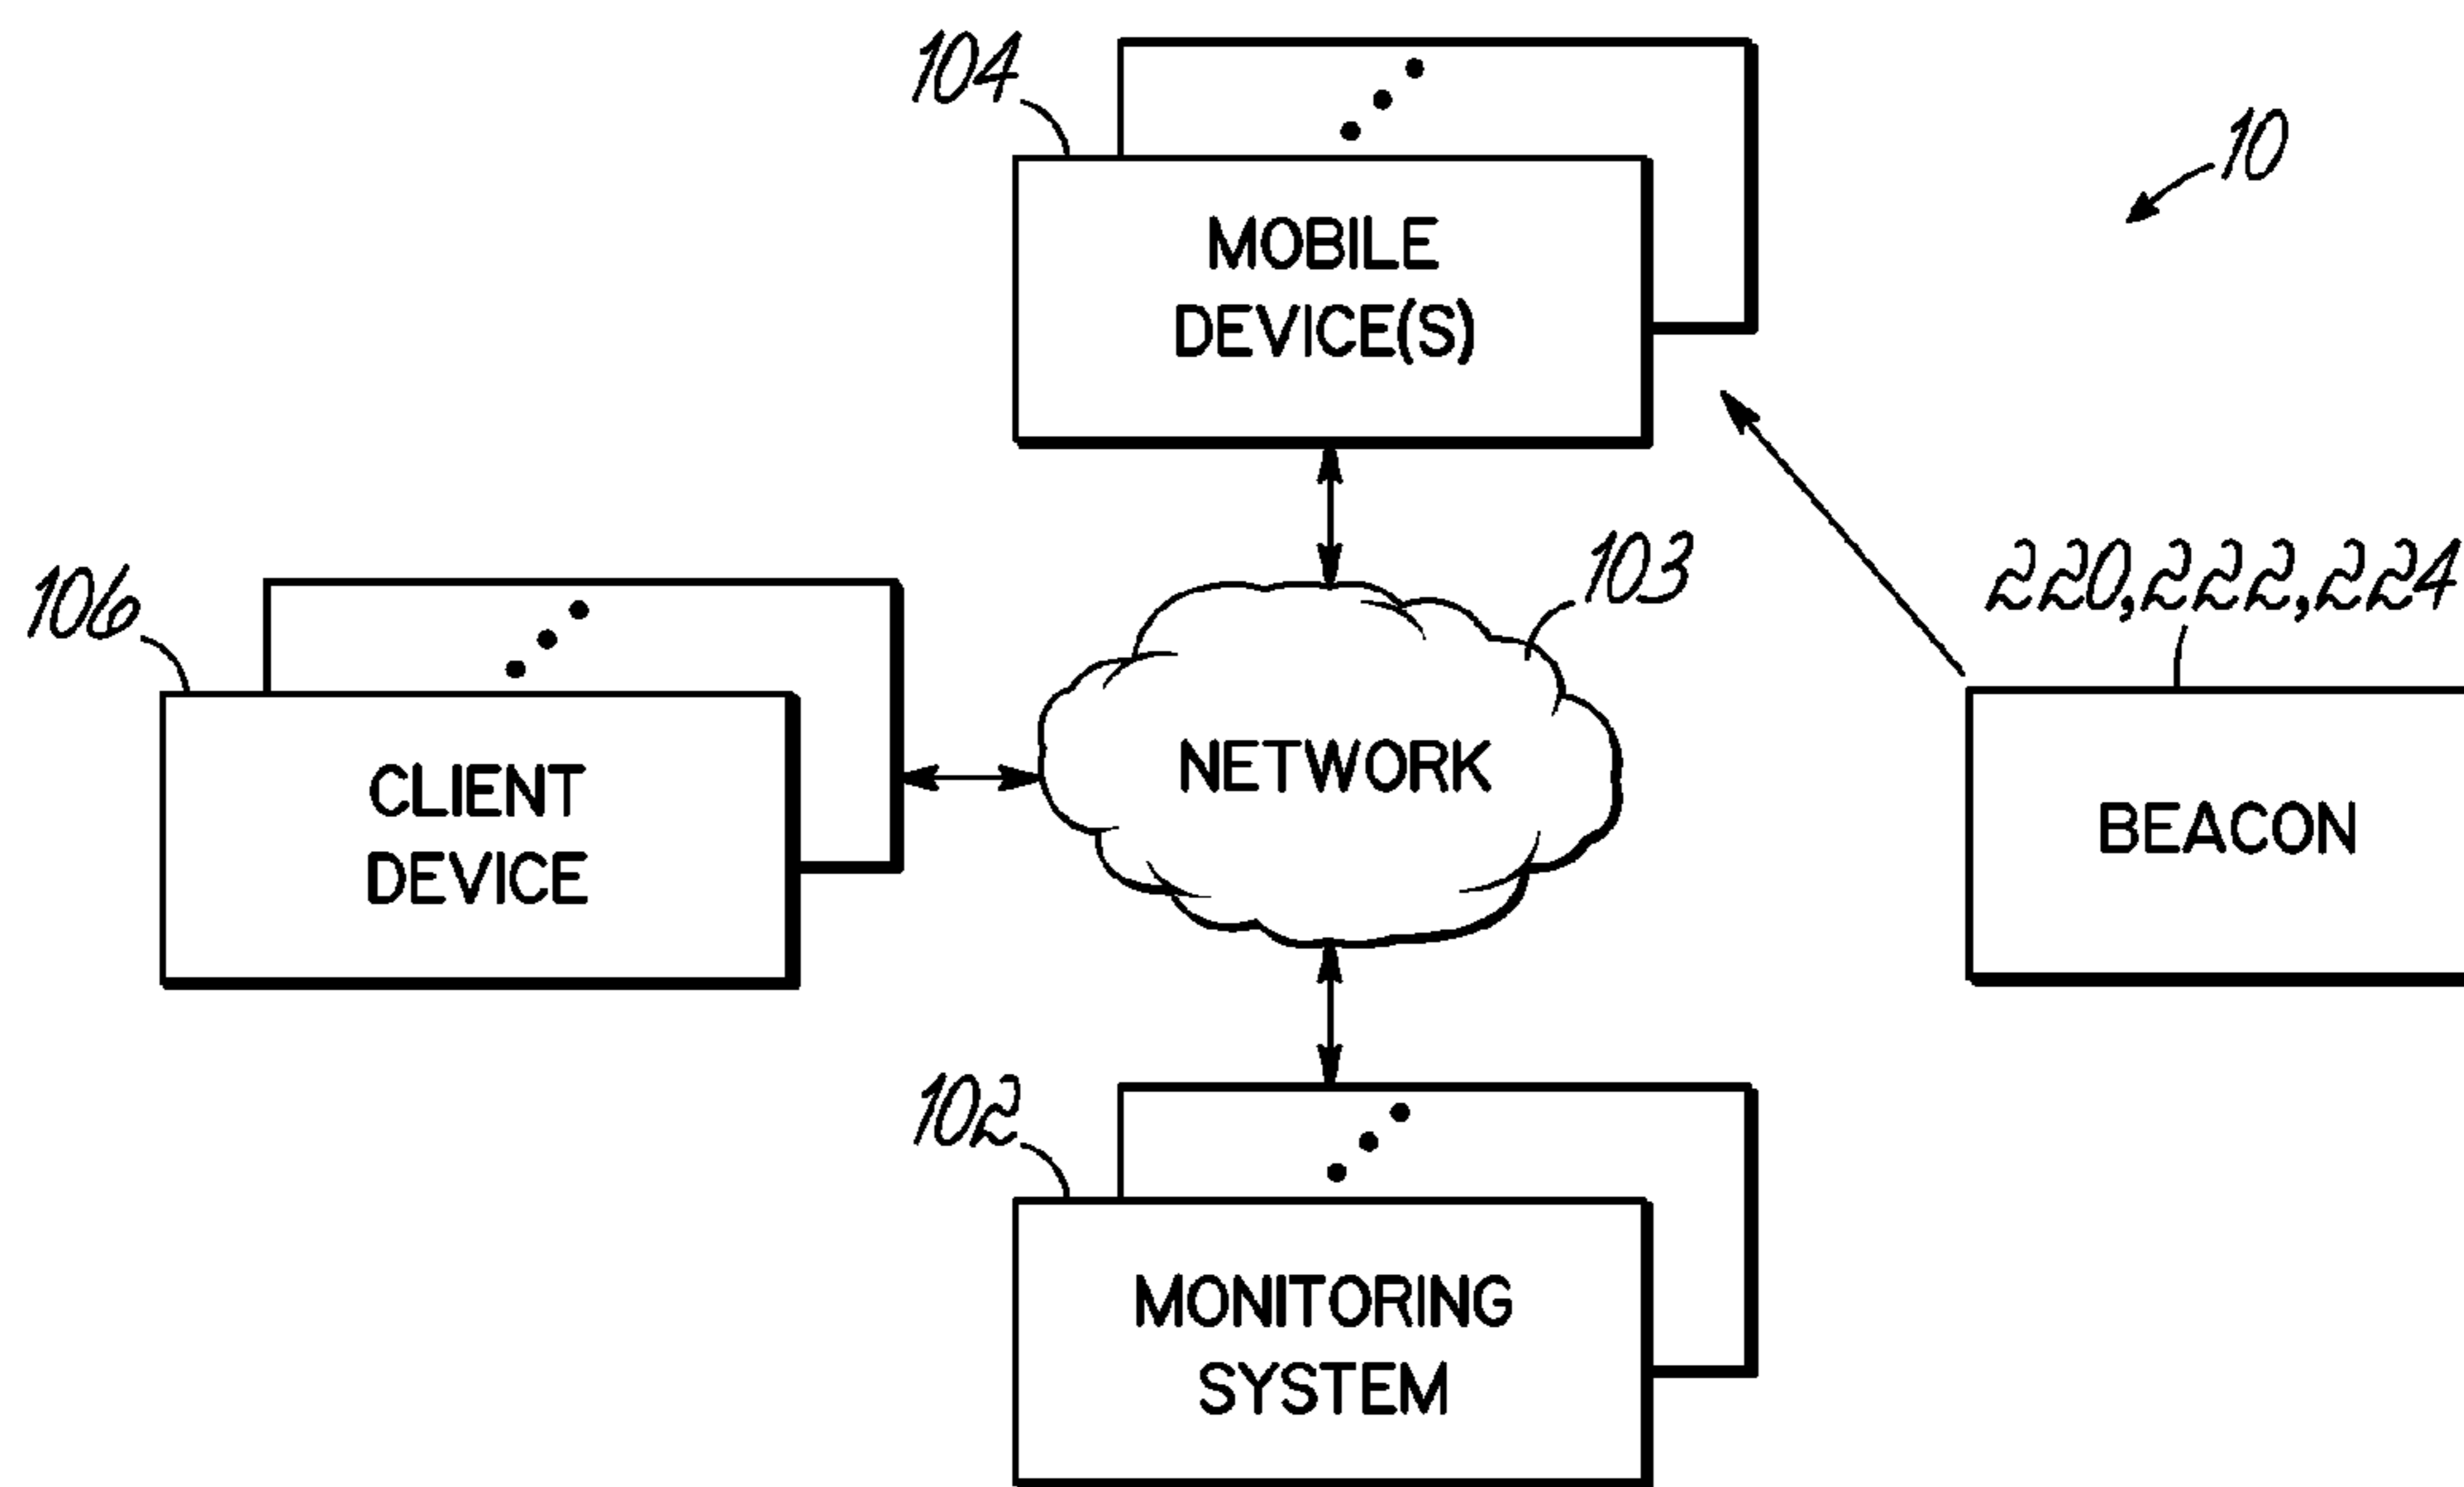 104
10
MOBILE
DEVICE(S)
103
220,222,224
106
NETWORK
CLIENT
DEVICE
BEACON
102
MONITORING
SYSTEM